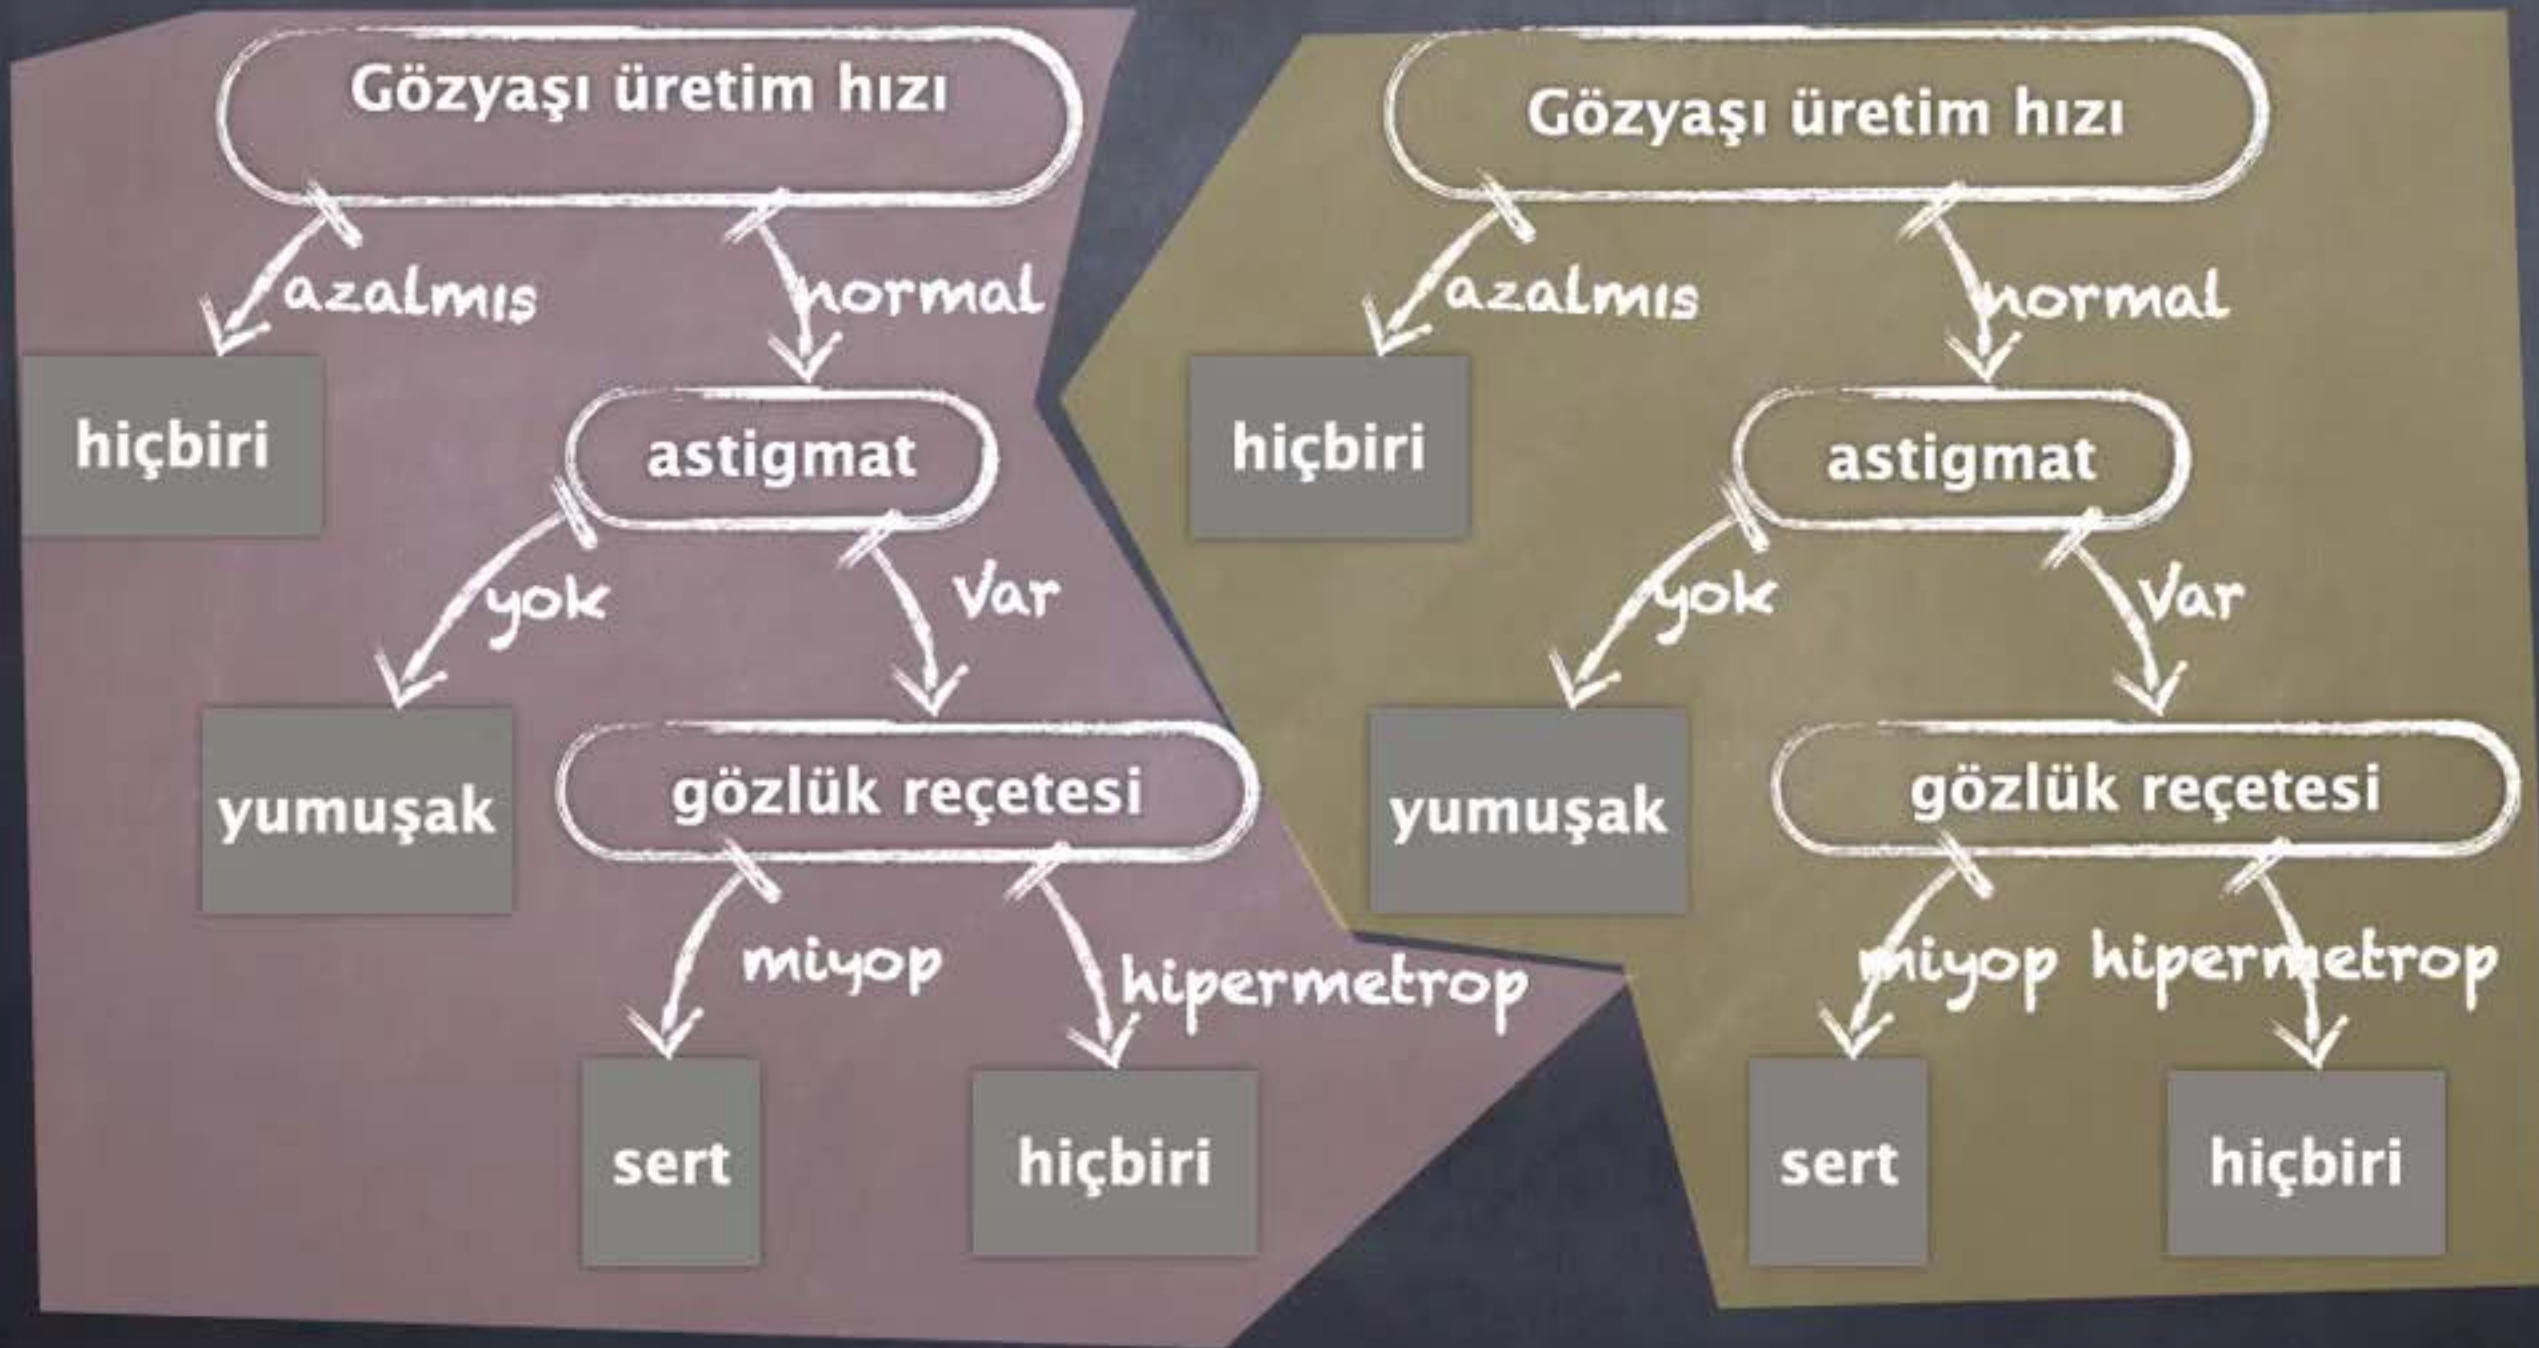 Gözyaşı üretim hızı
azalmıs
normal
hiçbiri
astigmat
yok
Var
yumuşak
gözlük reçetesi
miyop
hipermetrop
sert
hiçbiri
Gözyaşı üretim hızı
azalmıs
normal
hiçbiri
astigmat
yok
Var
yumuşak
gözlük reçetesi
miyop
hipermetrop
sert
hiçbiri